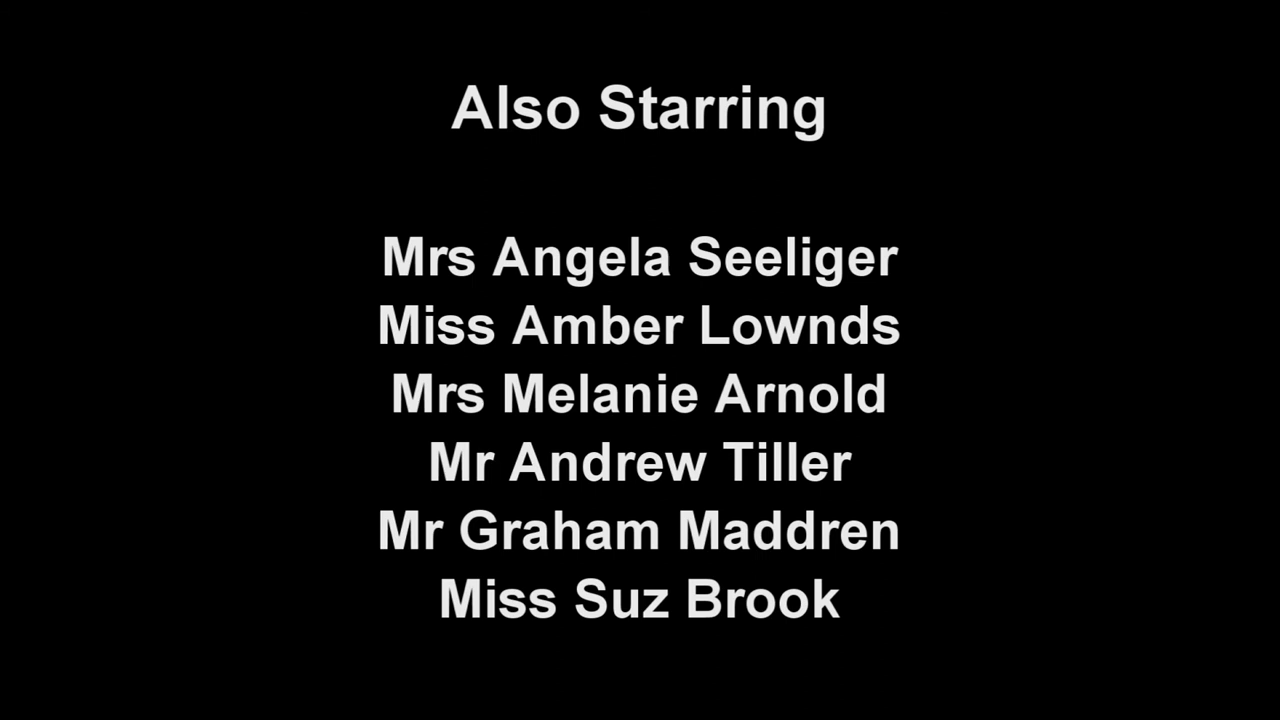 Also Starring
Mrs Angela Seeliger
Miss Amber Lownds
Mrs Melanie Arnold
Mr Andrew Tiller
Mr Graham Maddren
Miss Suz Brook